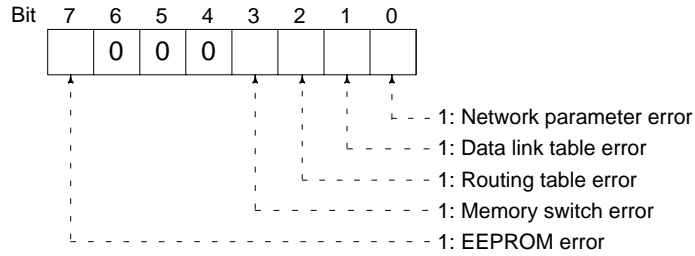 Bit 7 6 5 4 3 2 1 0
0 0 0
1: Network parameter error
1: Data link table error
1: Routing table error
1: Memory switch error
1: EEPROM error